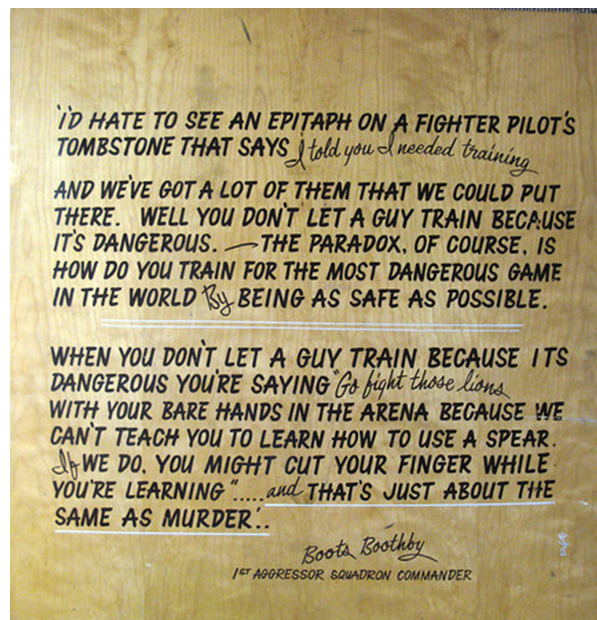 'I'D HATE TO SEE AN EPITAPH ON A FIGHTER PILOT'S
TOMBSTONE THAT SAYS I told you I needed training
AND WE'VE GOT A LOT OF THEM THAT WE COULD PUT
THERE. WELL YOU DON'T LET A GUY TRAIN BECAUSE
IT'S DANGEROUS. — THE PARADOX, OF COURSE, IS
HOW DO YOU TRAIN FOR THE MOST DANGEROUS GAME
IN THE WORLD By BEING AS SAFE AS POSSIBLE.
WHEN YOU DON'T LET A GUY TRAIN BECAUSE ITS
DANGEROUS YOU'RE SAYING "Go fight those lions
WITH YOUR BARE HANDS IN THE ARENA BECAUSE WE
CAN'T TEACH YOU TO LEARN HOW TO USE A SPEAR.
If WE DO, YOU MIGHT CUT YOUR FINGER WHILE
YOU'RE LEARNING"..... and THAT'S JUST ABOUT THE
SAME AS MURDER'..
Boots Boothby
1ST AGGRESSOR SQUADRON COMMANDER